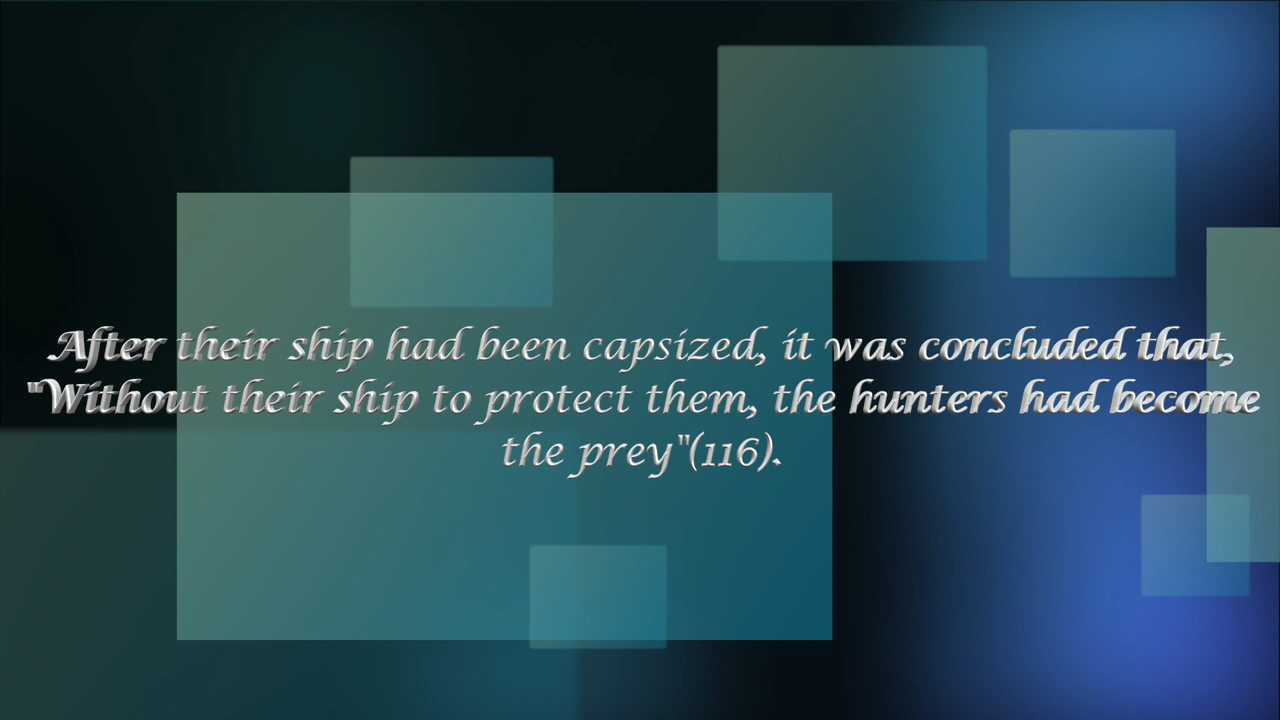 After their ship had been capsized, it was concluded that,
"Without their ship to protect them, the hunters had become
the prey"(116).